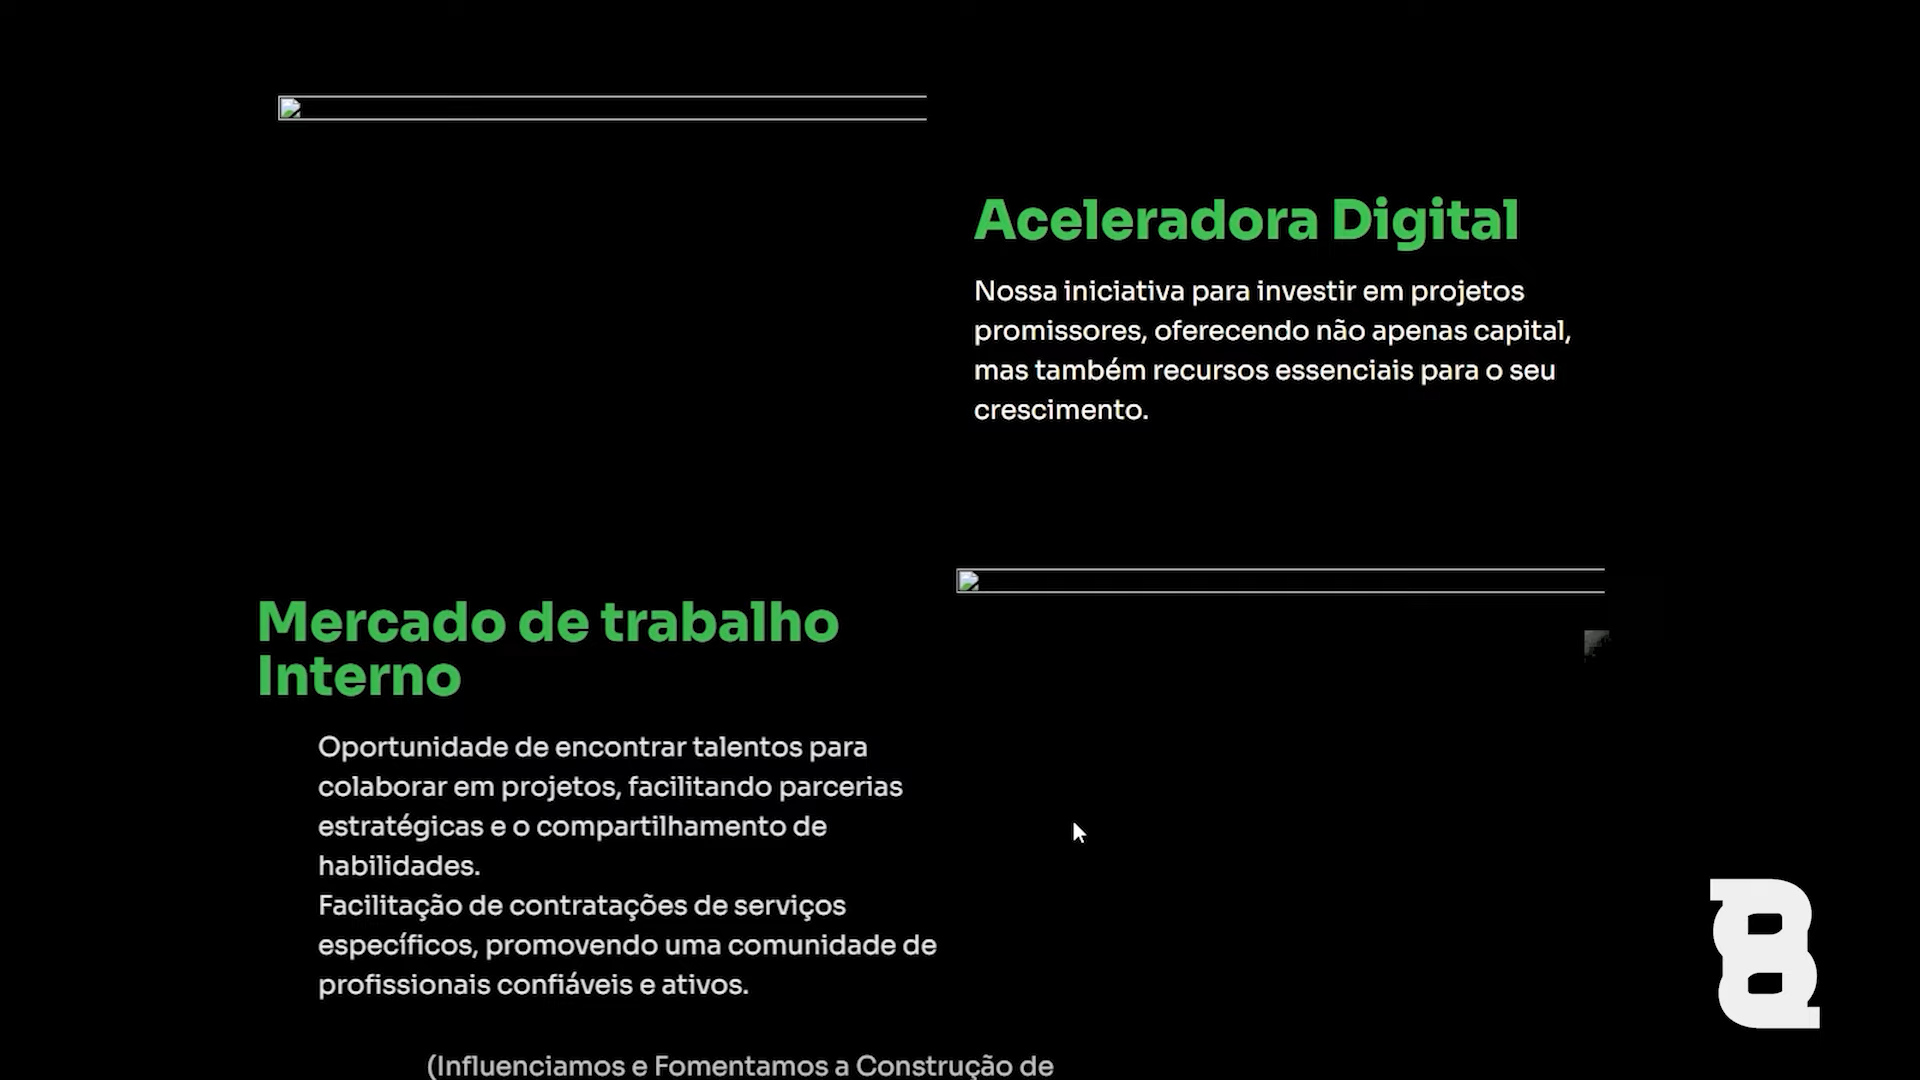 Aceleradora Digital
Nossa iniciativa para investir em projetos
promissores, oferecendo não apenas capital,
mas também recursos essenciais para o seu
crescimento.
Mercado de trabalho
Interno
Oportunidade de encontrar talentos para
colaborar em projetos, facilitando parcerias
estratégicas e o compartilhamento de
habilidades.
Facilitação de contratações de serviços
específicos, promovendo uma comunidade de
profissionais confiáveis e ativos.
(Influenciamos e Fomentamos a Construção de